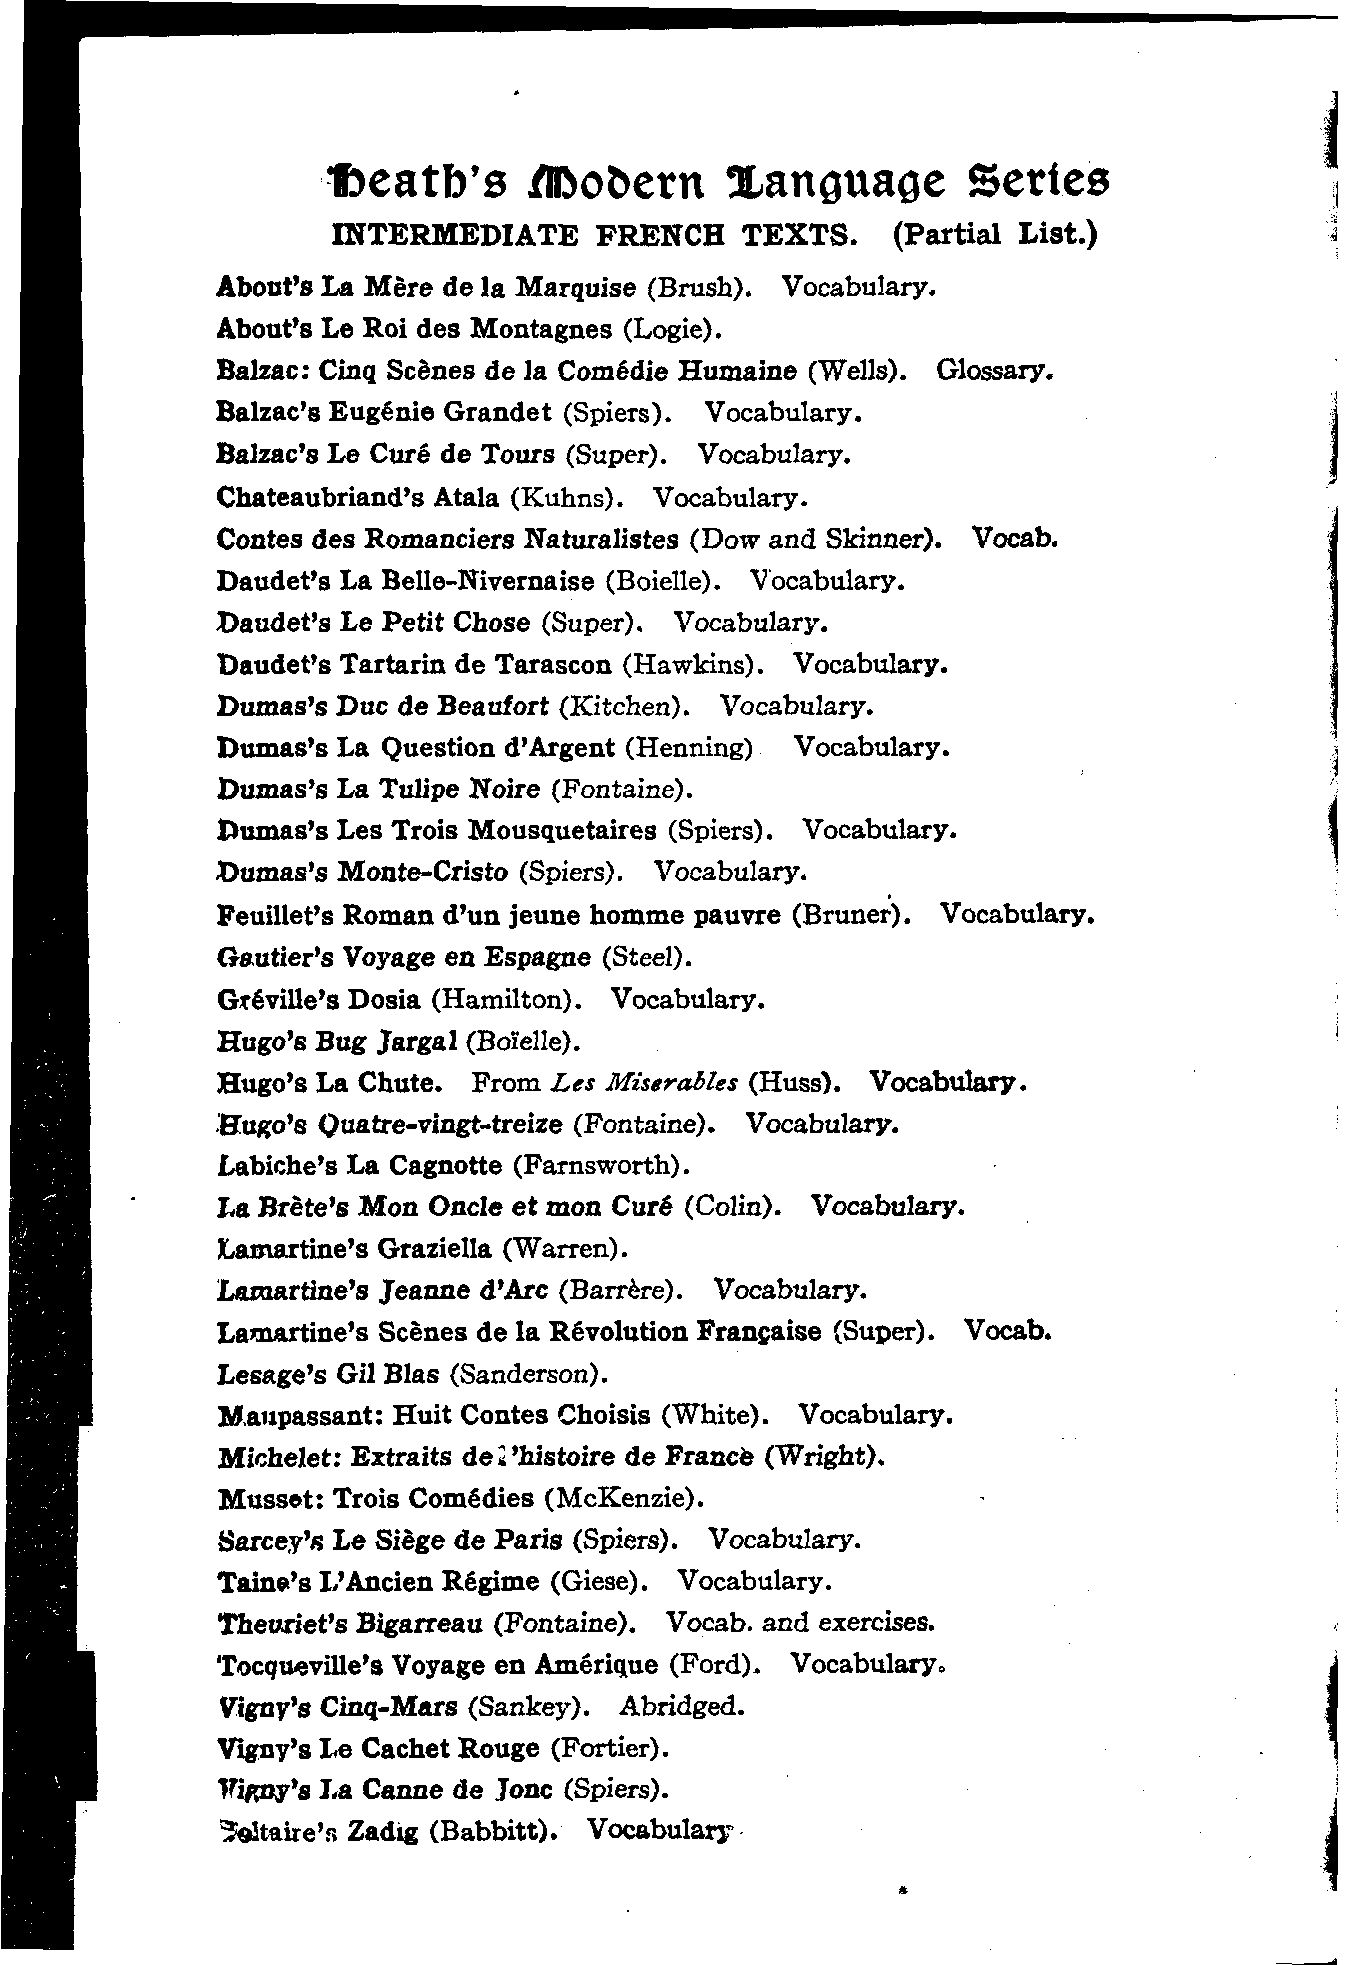 Heath's Modern Language Series
INTERMEDIATE FRENCH TEXTS. (Partial List.)
About's La Mère de la Marquise (Brush). Vocabulary.
About's Le Roi des Montagnes (Logie).
Balzac: Cinq Scènes de la Comédie Humaine (Wells). Glossary.
Balzac's Eugénie Grandet (Spiers). Vocabulary.
Balzac's Le Curé de Tours (Super). Vocabulary.
Chateaubriand's Atala (Kuhns). Vocabulary.
Contes des Romanciers Naturalistes (Dow and Skinner). Vocab.
Daudet's La Belle-Nivernaise (Boielle). Vocabulary.
Daudet's Le Petit Chose (Super). Vocabulary.
Daudet's Tartarin de Tarascon (Hawkins). Vocabulary.
Dumas's Duc de Beaufort (Kitchen). Vocabulary.
Dumas's La Question d'Argent (Henning) Vocabulary.
Dumas's La Tulipe Noire (Fontaine).
Dumas's Les Trois Mousquetaires (Spiers). Vocabulary.
Dumas's Monte-Cristo (Spiers). Vocabulary.
Feuillet's Roman d'un jeune homme pauvre (Bruner). Vocabulary.
Gautier's Voyage en Espagne (Steel).
Gréville's Dosia (Hamilton). Vocabulary.
Hugo's Bug Jargal (Boïelle).
Hugo's La Chute. From Les Miserables (Huss). Vocabulary.
Hugo's Quatre-vingt-treize (Fontaine). Vocabulary.
Labiche's La Cagnotte (Farnsworth).
La Brète's Mon Oncle et mon Curé (Colin). Vocabulary.
Lamartine's Graziella (Warren).
Lamartine's Jeanne d'Arc (Barrère). Vocabulary.
Lamartine's Scènes de la Révolution Française (Super). Vocab.
Lesage's Gil Blas (Sanderson).
Maupassant: Huit Contes Choisis (White). Vocabulary.
Michelet: Extraits de l'histoire de France (Wright).
Musset: Trois Comédies (McKenzie).
Sarcey's Le Siège de Paris (Spiers). Vocabulary.
Taine's L'Ancien Régime (Giese). Vocabulary.
Theuriet's Bigarreau (Fontaine). Vocab. and exercises.
Tocqueville's Voyage en Amérique (Ford). Vocabulary.
Vigny's Cinq-Mars (Sankey). Abridged.
Vigny's Le Cachet Rouge (Fortier).
Vigny's La Canne de Jonc (Spiers).
Voltaire's Zadig (Babbitt). Vocabulary.